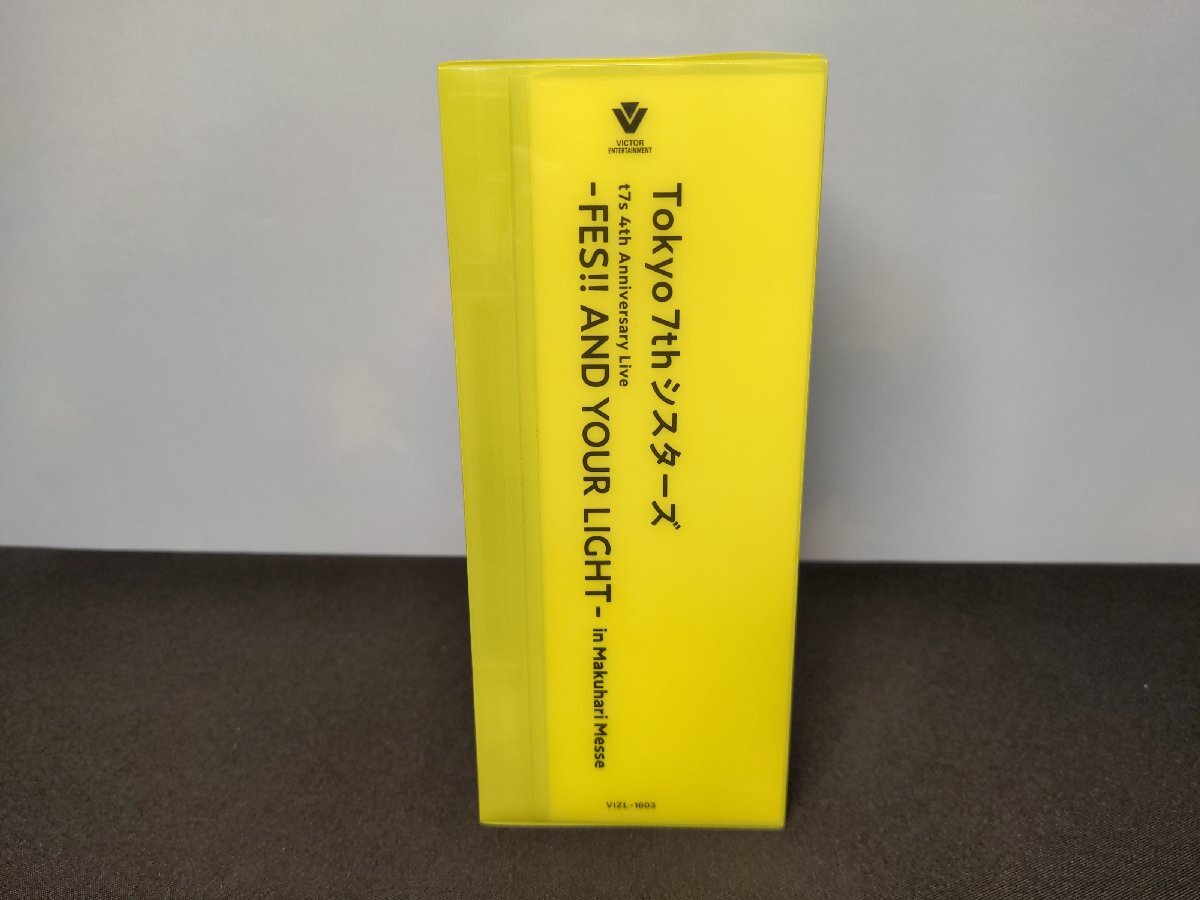 VICTOR
ENTERTAINMENT
Tokyo 7th シスターズ
t7s 4th Anniversary Live
-FES!! AND YOUR LIGHT- in Makuhari Messe
VIZL-1603